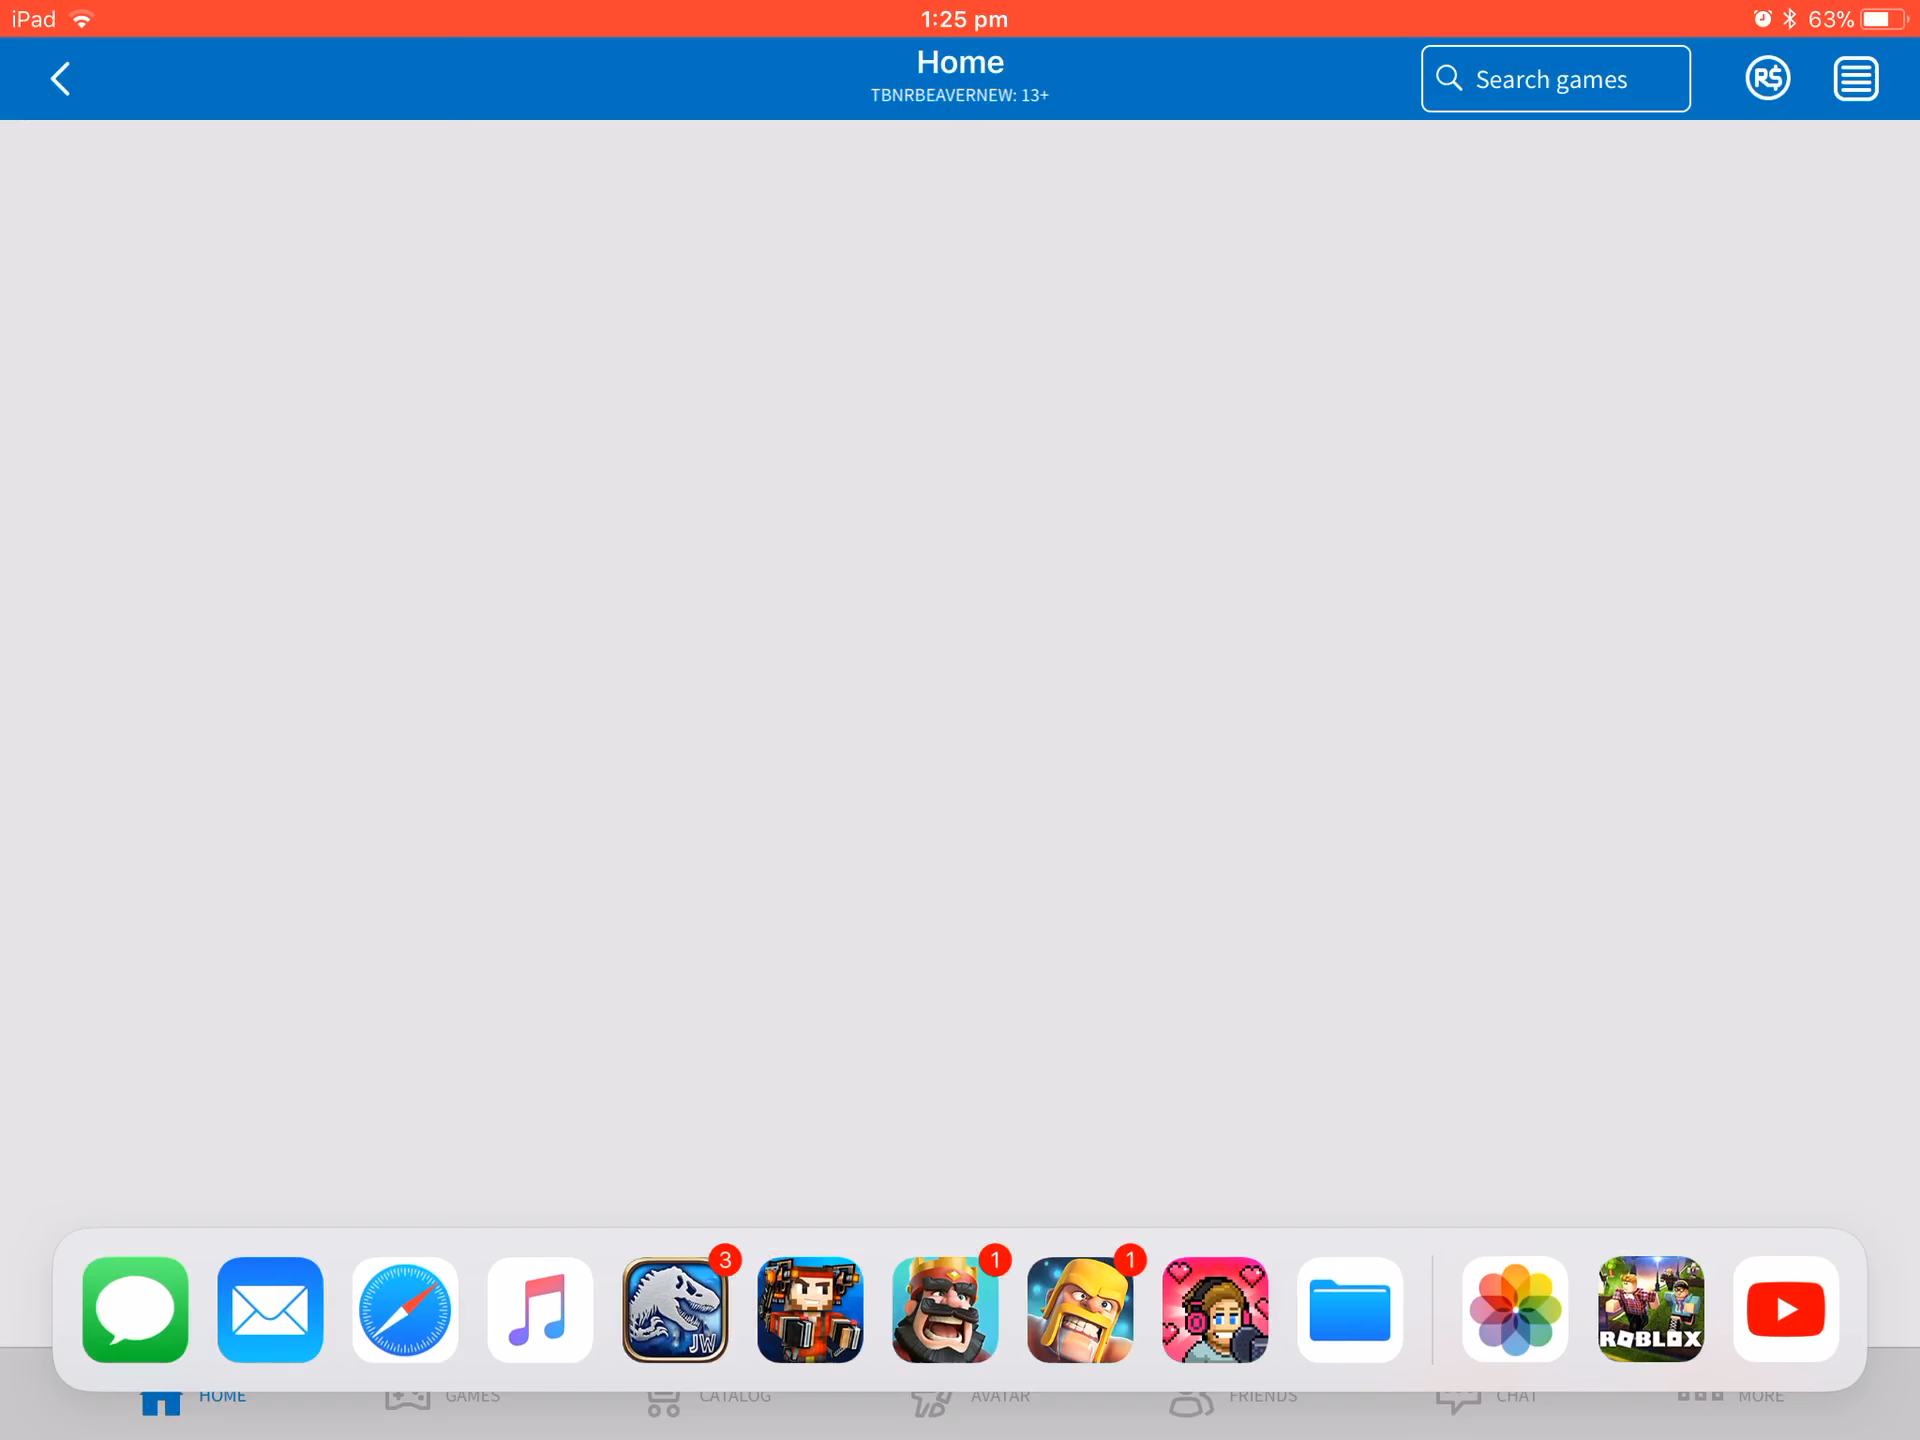 iPad 1:25 pm 63%
Home
TBNRBEAVERNEW: 13+
Search games
R$
3
1
1
JW
ROBLOX
HOME GAMES CATALOG AVATAR FRIENDS CHAT MORE